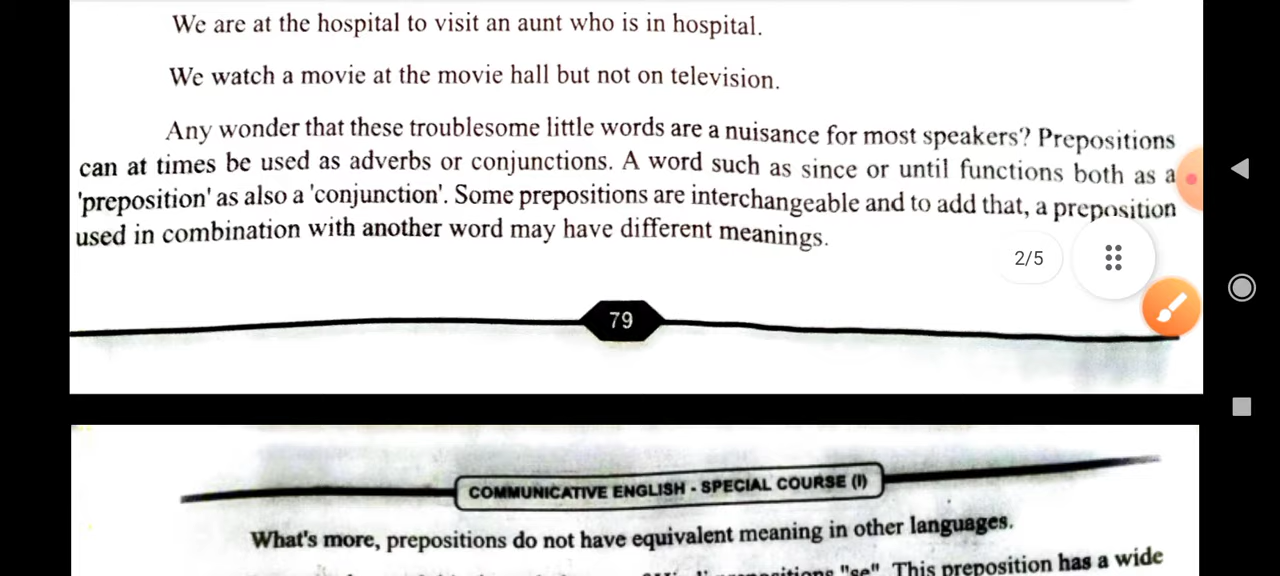 We are at the hospital to visit an aunt who is in hospital.
We watch a movie at the movie hall but not on television.
Any wonder that these troublesome little words are a nuisance for most speakers? Prepositions
can at times be used as adverbs or conjunctions. A word such as since or until functions both as a
'preposition' as also a 'conjunction'. Some prepositions are interchangeable and to add that, a preposition
used in combination with another word may have different meanings.
2/5
79
COMMUNICATIVE ENGLISH - SPECIAL COURSE (I)
What's more, prepositions do not have equivalent meaning in other languages.
"se". This preposition has a wide